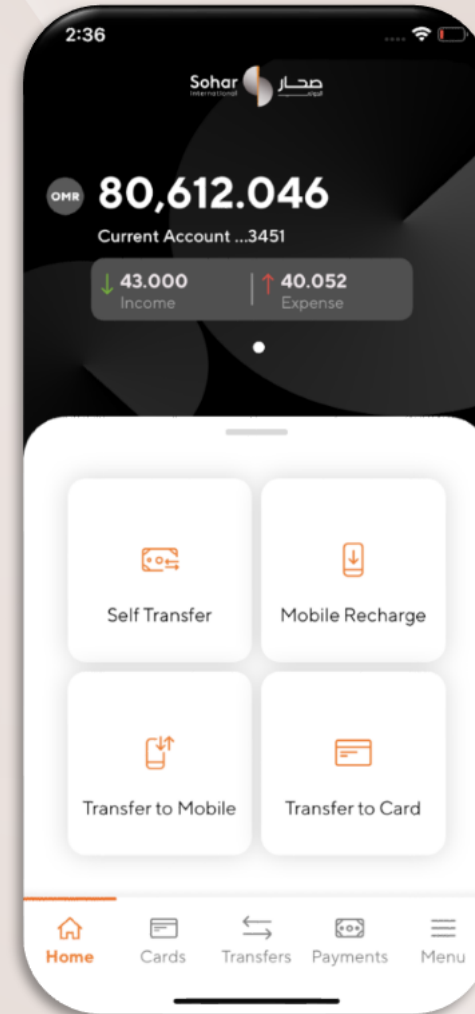 2:36
Sohar صحار
International الدولي
OMR 80,612.046
Current Account ...3451
↓ 43.000 ↑ 40.052
Income Expense
Self Transfer Mobile Recharge
Transfer to Mobile Transfer to Card
Home Cards Transfers Payments Menu